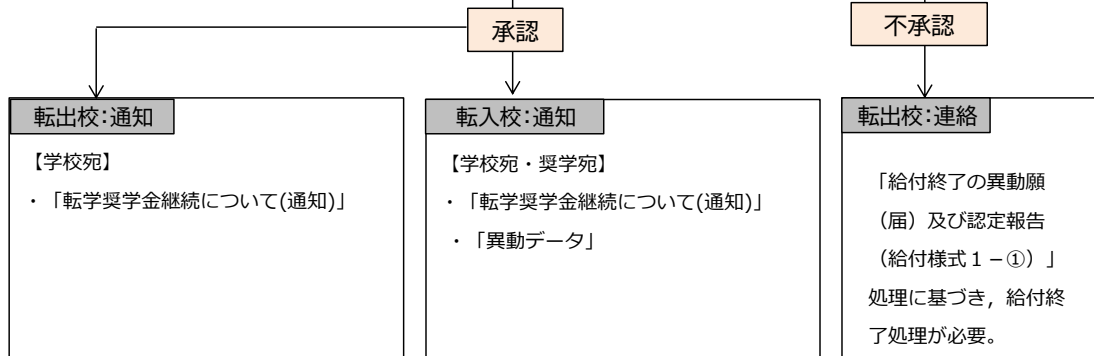 承認
不承認
転出校:通知
【学校宛】
・「転学奨学金継続について(通知)」
転入校:通知
【学校宛・奨学宛】
・「転学奨学金継続について(通知)」
・「異動データ」
転出校:連絡
「給付終了の異動願
（届）及び認定報告
（給付様式１－①）」
処理に基づき，給付終
了処理が必要。